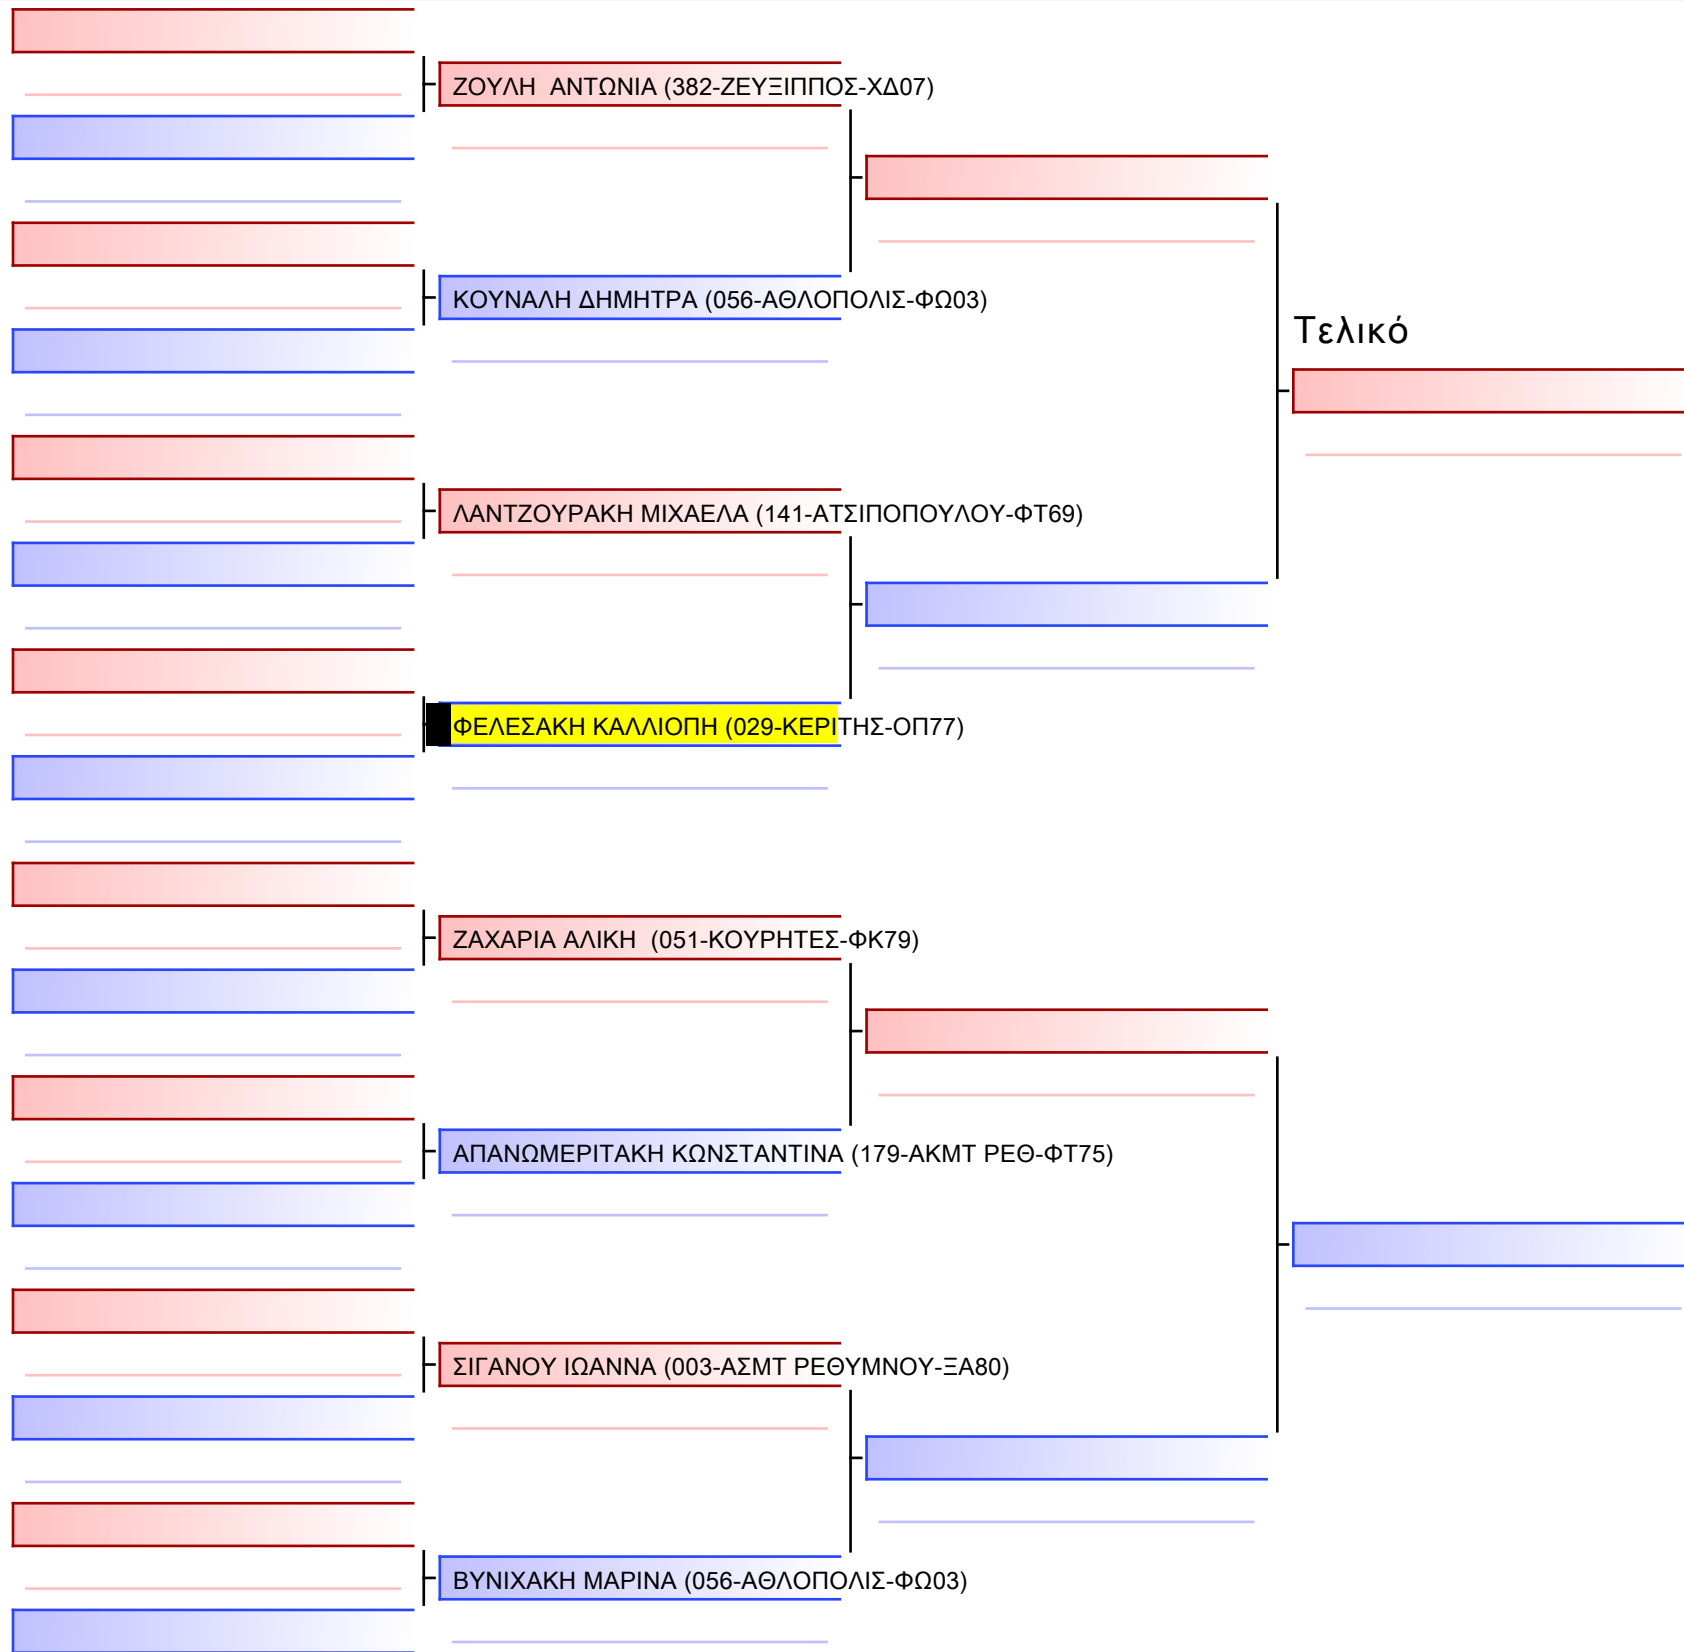 ΖΟΥΛΗ  ΑΝΤΩΝΙΑ (382-ΖΕΥΞΙΠΠΟΣ-ΧΔ07)
ΚΟΥΝΑΛΗ ΔΗΜΗΤΡΑ (056-ΑΘΛΟΠΟΛΙΣ-ΦΩ03)
Τελικό
ΛΑΝΤΖΟΥΡΑΚΗ ΜΙΧΑΕΛΑ (141-ΑΤΣΙΠΟΠΟΥΛΟΥ-ΦΤ69)
ΦΕΛΕΣΑΚΗ ΚΑΛΛΙΟΠΗ (029-ΚΕΡΙΤΗΣ-ΟΠ77)
ΖΑΧΑΡΙΑ ΑΛΙΚΗ  (051-ΚΟΥΡΗΤΕΣ-ΦΚ79)
ΑΠΑΝΩΜΕΡΙΤΑΚΗ ΚΩΝΣΤΑΝΤΙΝΑ (179-ΑΚΜΤ ΡΕΘ-ΦΤ75)
ΣΙΓΑΝΟΥ ΙΩΑΝΝΑ (003-ΑΣΜΤ ΡΕΘΥΜΝΟΥ-ΞΑ80)
ΒΥΝΙΧΑΚΗ ΜΑΡΙΝΑ (056-ΑΘΛΟΠΟΛΙΣ-ΦΩ03)